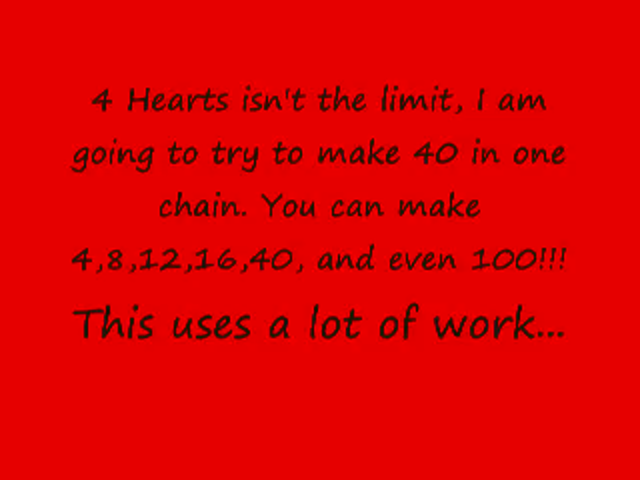 4 Hearts isn't the limit, I am
going to try to make 40 in one
chain. You can make
4,8,12,16,40, and even 100!!!
This uses a lot of work...